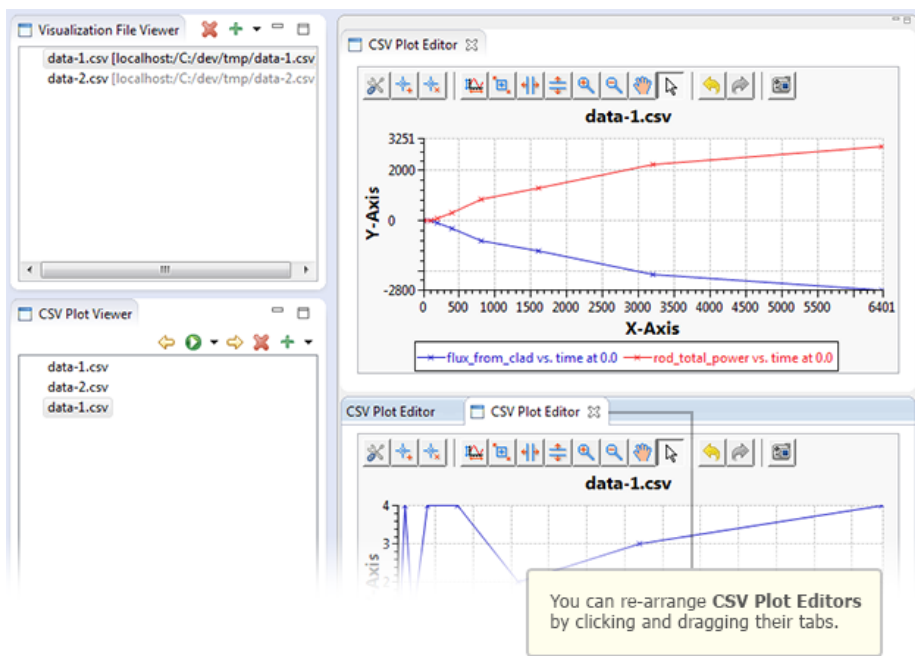 Visualization File Viewer
data-1.csv [localhost:/C:/dev/tmp/data-1.csv
data-2.csv [localhost:/C:/dev/tmp/data-2.csv
CSV Plot Viewer
data-1.csv
data-2.csv
data-1.csv
CSV Plot Editor
data-1.csv
3251
2000
0
-2800
Y-Axis
0 500 1000 1500 2000 2500 3000 3500 4000 4500 5000 5500 6401
X-Axis
flux_from_clad vs. time at 0.0 rod_total_power vs. time at 0.0
CSV Plot Editor CSV Plot Editor
data-1.csv
4
3
2
Axis
You can re-arrange CSV Plot Editors
by clicking and dragging their tabs.